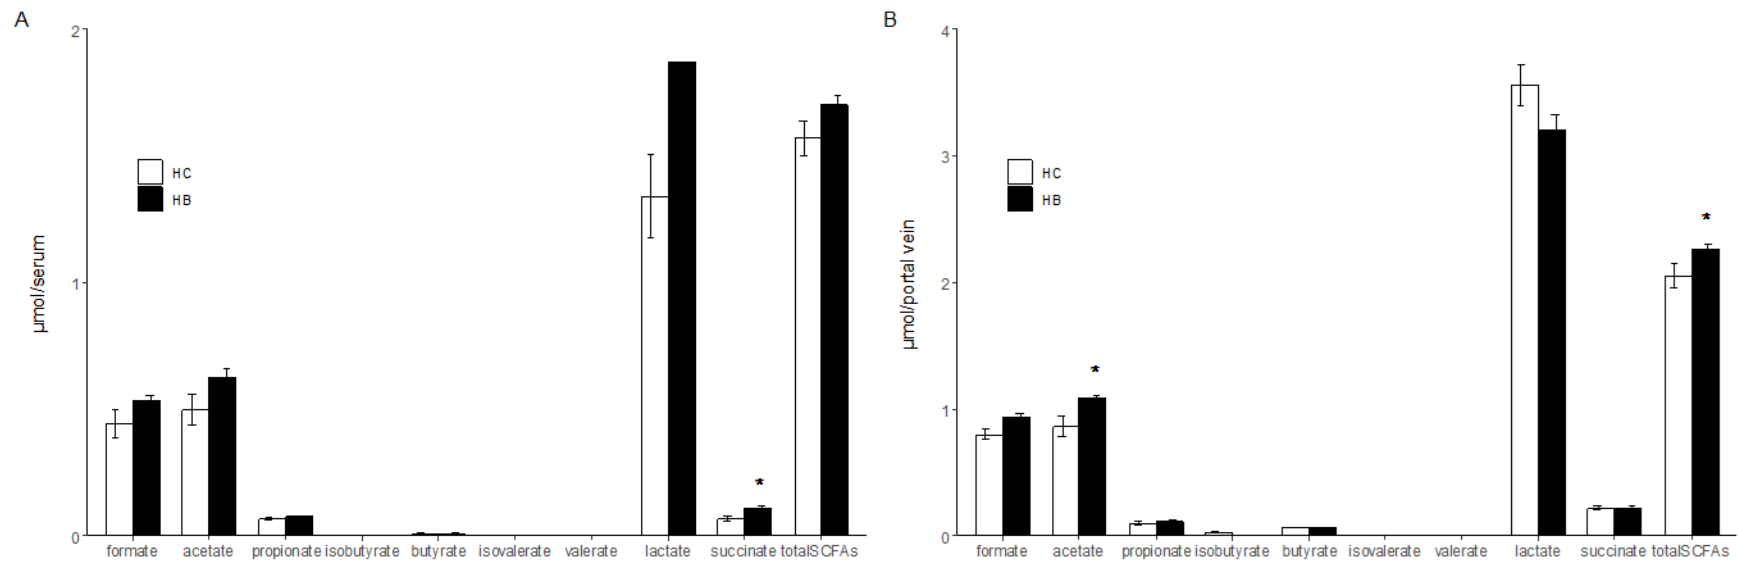 A
2
1
0
µmol/serum
HC
HB
*
formate acetate propionate isobutyrate butyrate isovalerate valerate lactate succinate totalSCFAs
B
4
3
2
1
0
µmol/portal vein
HC
HB
*
*
formate acetate propionate isobutyrate butyrate isovalerate valerate lactate succinate totalSCFAs